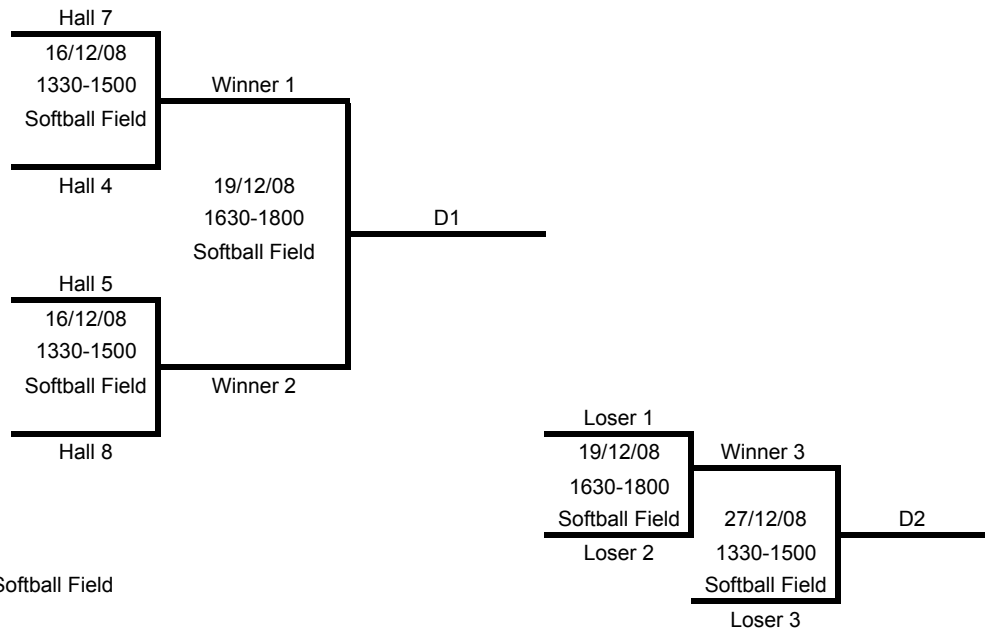 Hall 7
16/12/08
1330-1500
Softball Field
Hall 4
Winner 1
19/12/08
1630-1800
Softball Field
D1
Hall 5
16/12/08
1330-1500
Softball Field
Hall 8
Winner 2
Loser 1
19/12/08
1630-1800
Softball Field
Loser 2
Winner 3
27/12/08
1330-1500
Softball Field
Loser 3
D2
Softball Field